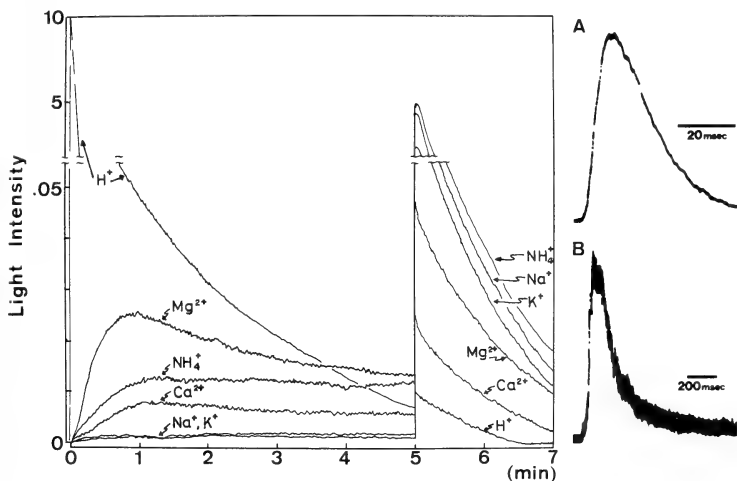 10
5
.05
0
Light Intensity
H⁺
Mg²⁺
NH₄⁺
Ca²⁺
Na⁺, K⁺
NH₄⁺
Na⁺
K⁺
Mg²⁺
Ca²⁺
H⁺
0 1 2 3 4 5 6 7
(min)
A
20 msec
B
200 msec